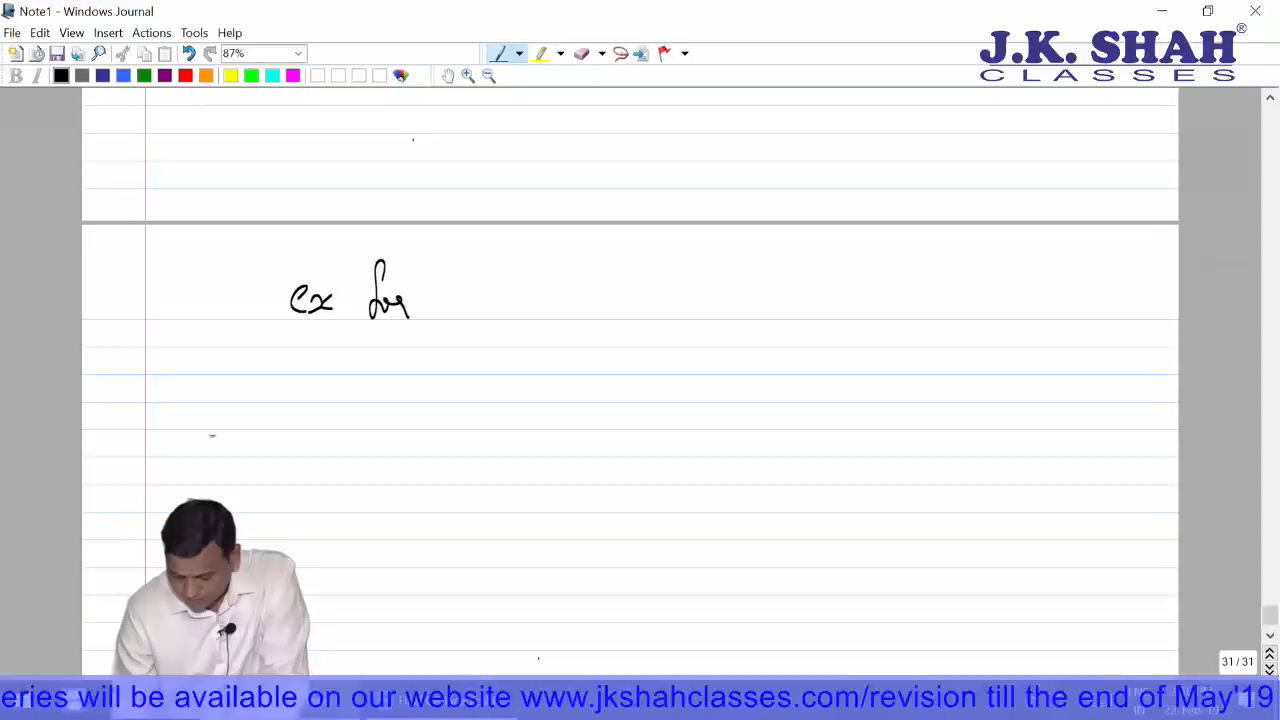 Note1 - Windows Journal
File Edit View Insert Actions Tools Help
87%
J.K. SHAH®
CLASSES
ex
31/31
eries will be available on our website www.jkshahclasses.com/revision till the end of May'19